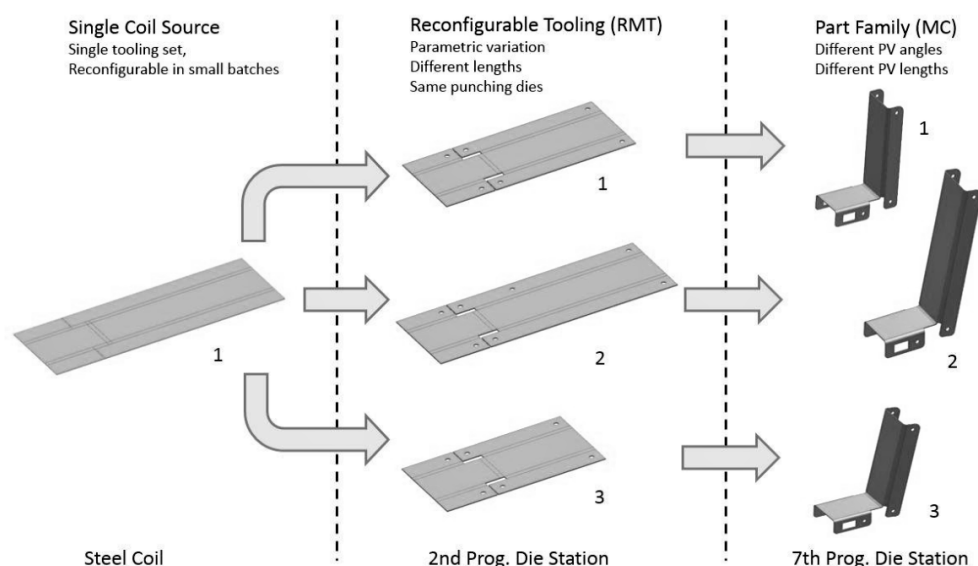 Single Coil Source
Single tooling set,
Reconfigurable in small batches
Reconfigurable Tooling (RMT)
Parametric variation
Different lengths
Same punching dies
Part Family (MC)
Different PV angles
Different PV lengths
1
1
1
2
2
3
3
Steel Coil
2nd Prog. Die Station
7th Prog. Die Station